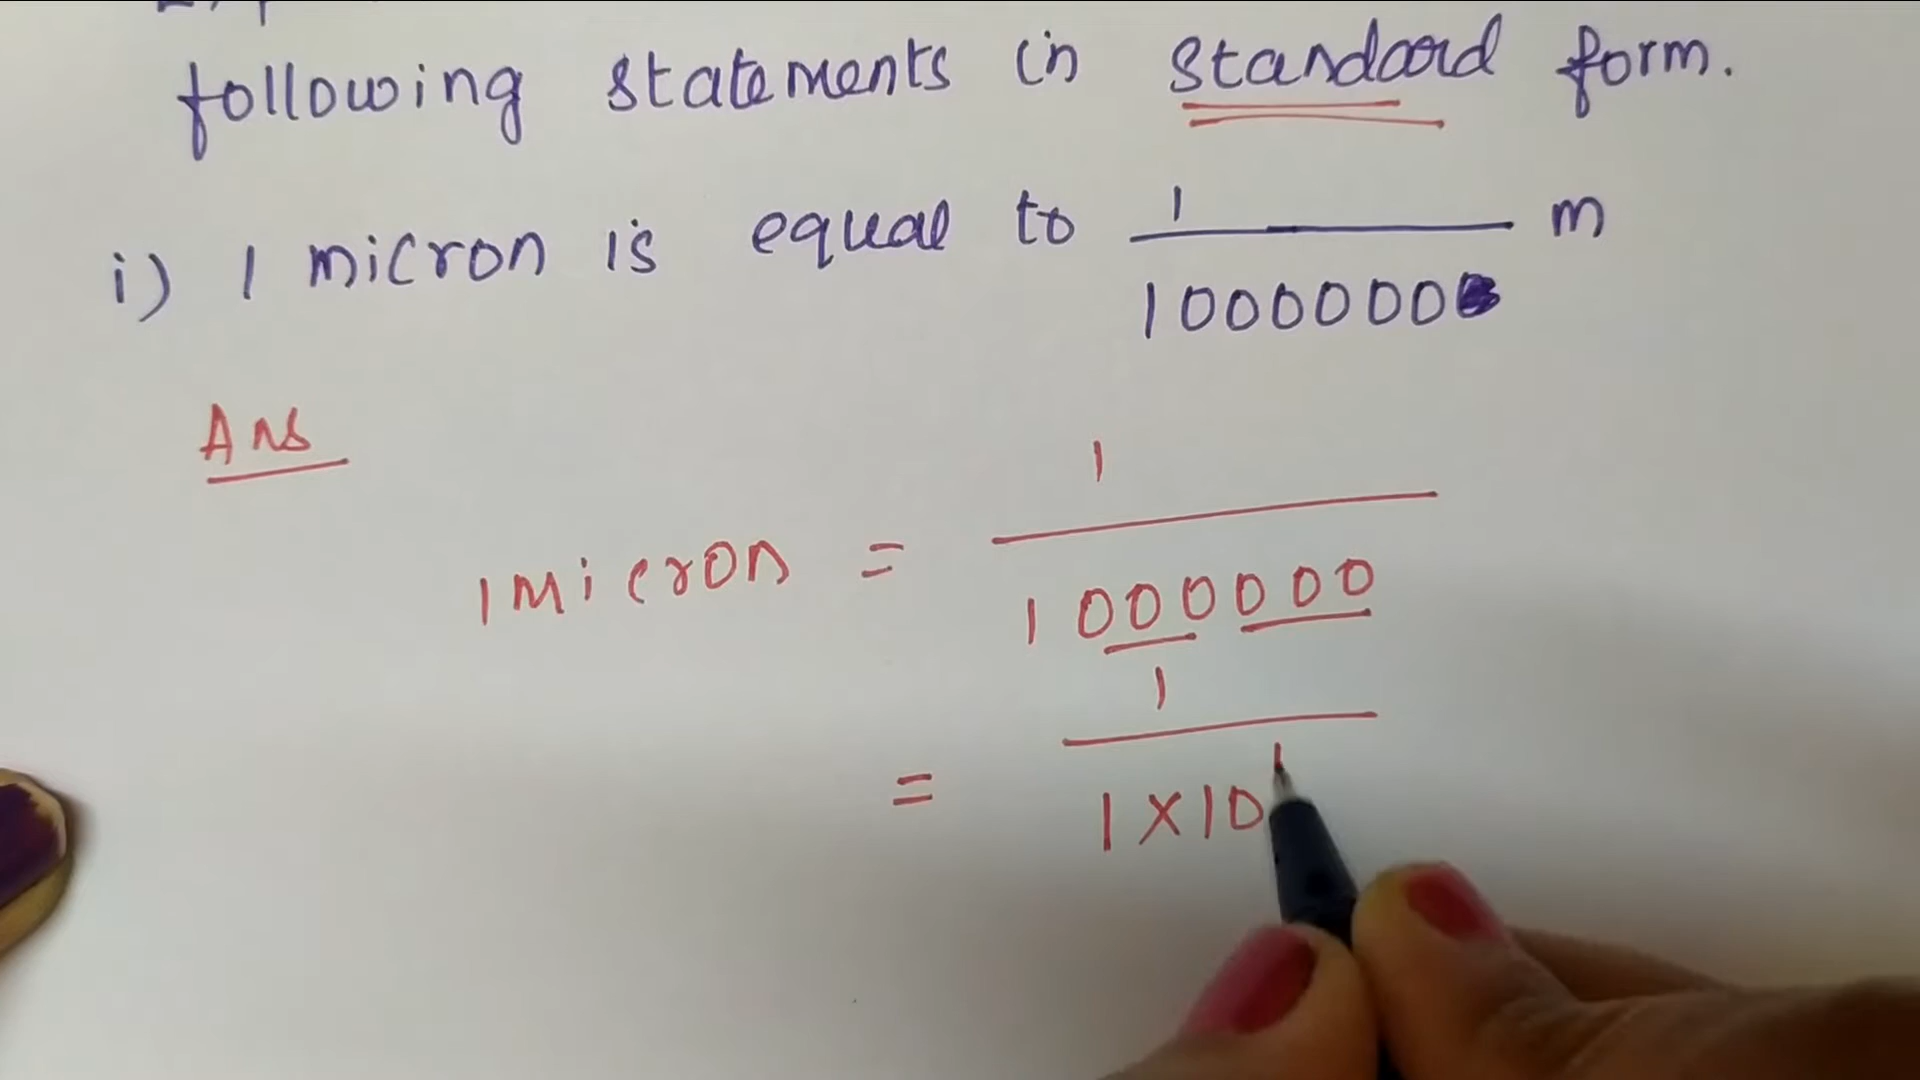 following statements in standard form.
i) 1 micron is equal to 1/1000000 m
Ans
1 micron = 1/1000000
= 1/1×10